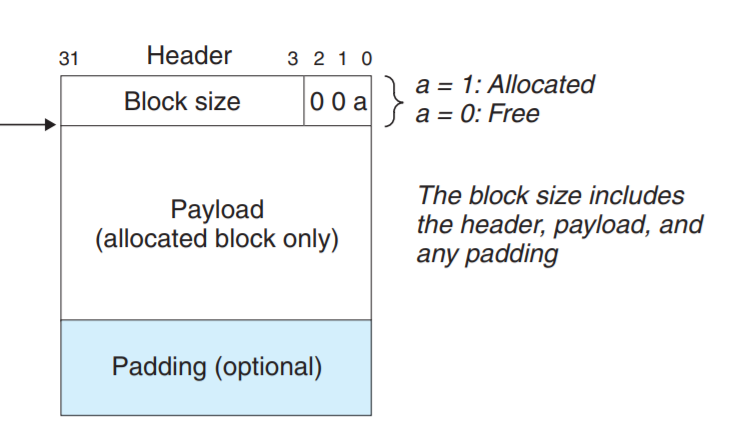 31 Header 3 2 1 0
Block size 0 0 a
a = 1: Allocated
a = 0: Free
Payload
(allocated block only)
The block size includes
the header, payload, and
any padding
Padding (optional)